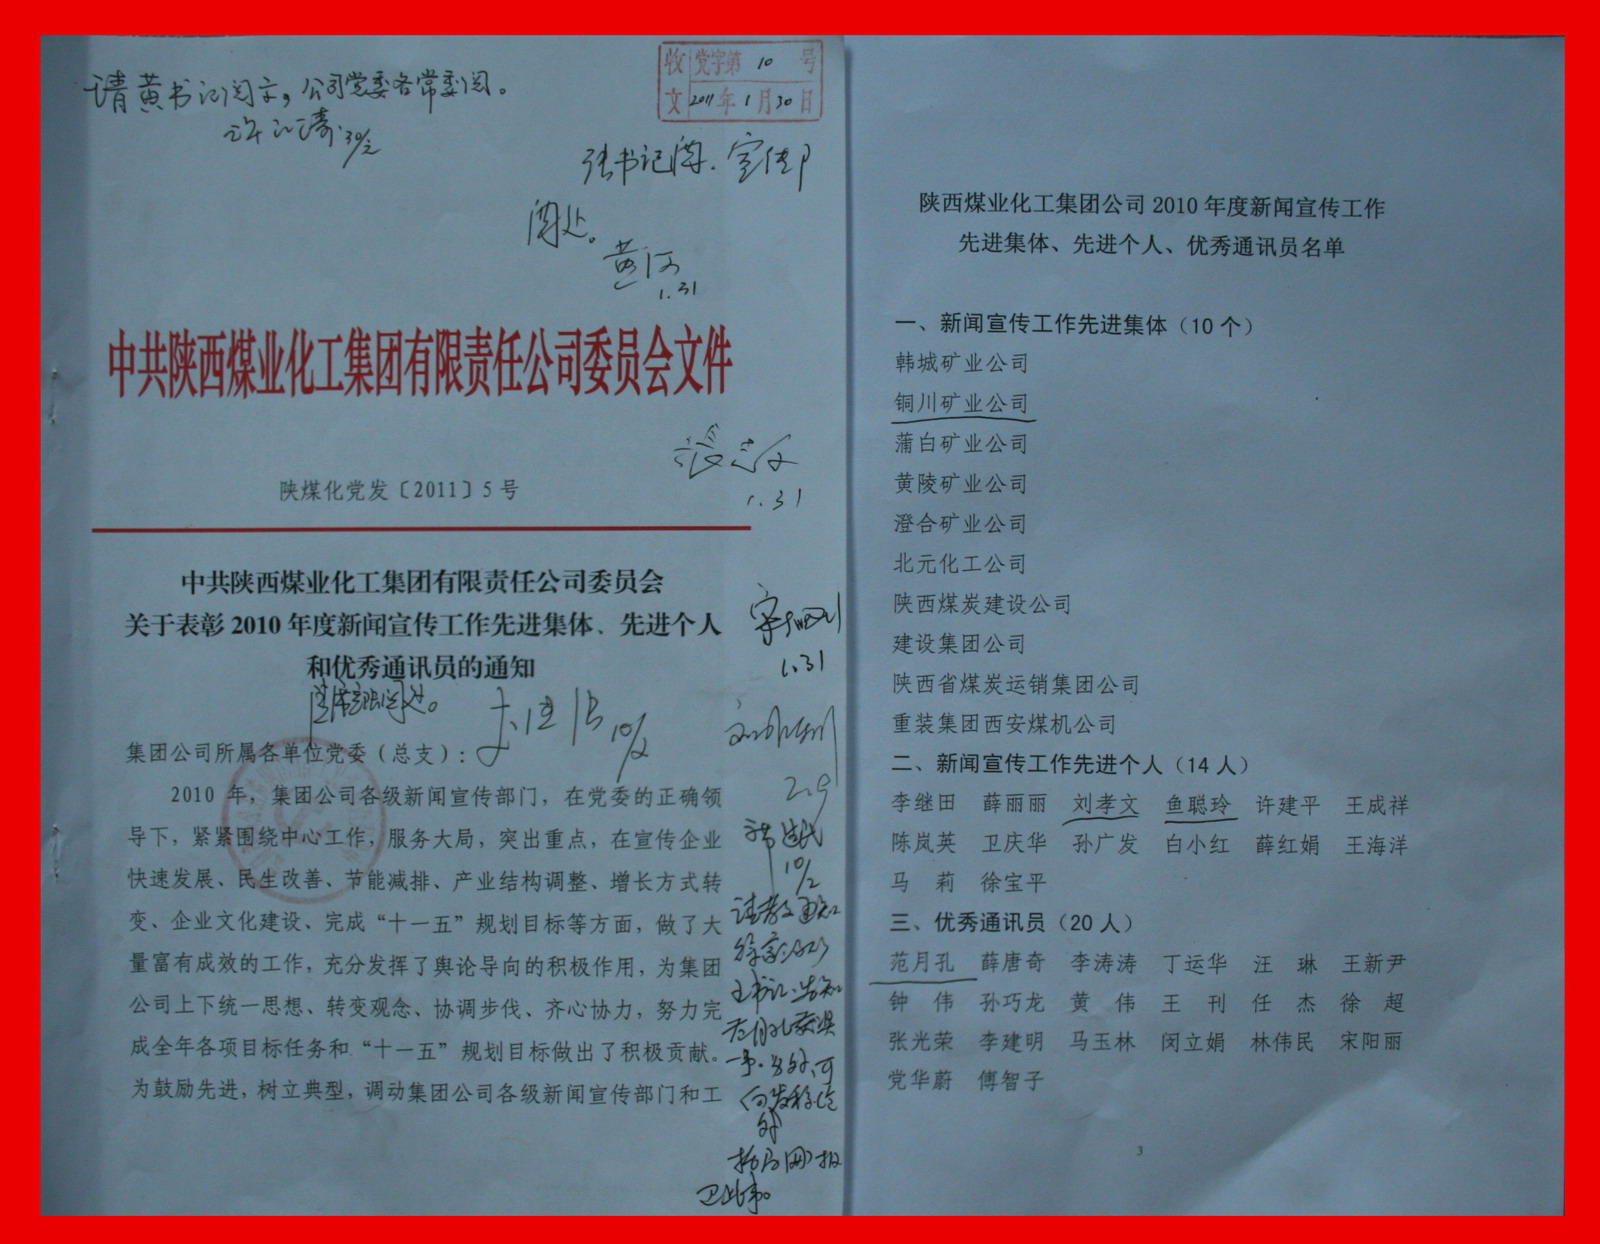 请黄书记阅示，公司党委各常委阅。
收 党字第 10 号
文 2011年1月30日
张书记阅、宣传部
阅处。
黄河
1.31
中共陕西煤业化工集团有限责任公司委员会文件
1.31
陕煤化党发〔2011〕5号
中共陕西煤业化工集团有限责任公司委员会
关于表彰 2010 年度新闻宣传工作先进集体、先进个人
和优秀通讯员的通知
1.31
10/2
集团公司所属各单位党委（总支）：
2.9
10/2
2010 年，集团公司各级新闻宣传部门，在党委的正确领
导下，紧紧围绕中心工作，服务大局，突出重点，在宣传企业
快速发展、民生改善、节能减排、产业结构调整、增长方式转
变、企业文化建设、完成“十一五”规划目标等方面，做了大
量富有成效的工作，充分发挥了舆论导向的积极作用，为集团
公司上下统一思想、转变观念、协调步伐、齐心协力，努力完
成全年各项目标任务和“十一五”规划目标做出了积极贡献。
为鼓励先进，树立典型，调动集团公司各级新闻宣传部门和工
陕西煤业化工集团公司 2010 年度新闻宣传工作
先进集体、先进个人、优秀通讯员名单
一、新闻宣传工作先进集体（10 个）
韩城矿业公司
铜川矿业公司
蒲白矿业公司
黄陵矿业公司
澄合矿业公司
北元化工公司
陕西煤炭建设公司
建设集团公司
陕西省煤炭运销集团公司
重装集团西安煤机公司
二、新闻宣传工作先进个人（14 人）
李继田 薛丽丽 刘孝文 鱼聪玲 许建平 王成祥
陈岚英 卫庆华 孙广发 白小红 薛红娟 王海洋
马 莉 徐宝平
三、优秀通讯员（20 人）
范月孔 薛唐奇 李涛涛 丁运华 汪 琳 王新尹
钟 伟 孙巧龙 黄 伟 王 刊 任 杰 徐 超
张光荣 李建明 马玉林 闵立娟 林伟民 宋阳丽
党华蔚 傅智子
3